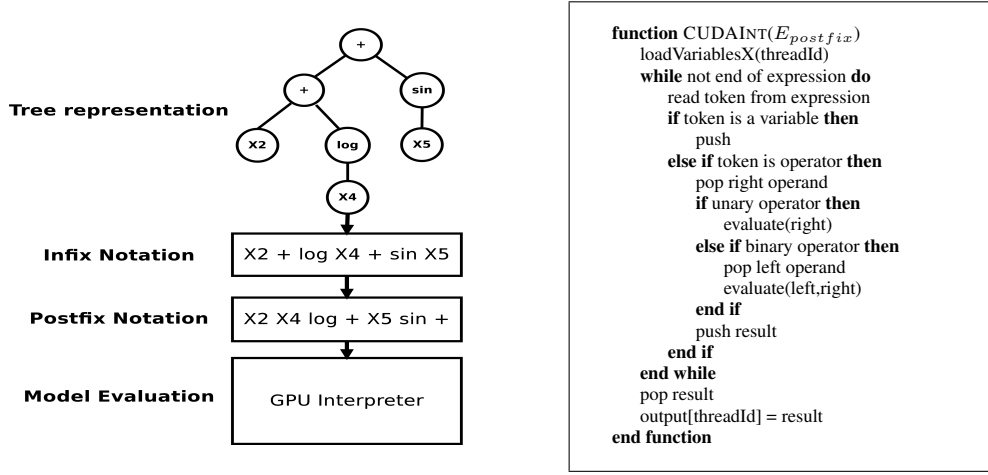 +
+
sin
Tree representation
X2
log
X5
X4
Infix Notation
X2 + log X4 + sin X5
Postfix Notation
X2 X4 log + X5 sin +
Model Evaluation
GPU Interpreter
function CUDAINT(E_postfix)
loadVariablesX(threadId)
while not end of expression do
read token from expression
if token is a variable then
push
else if token is operator then
pop right operand
if unary operator then
evaluate(right)
else if binary operator then
pop left operand
evaluate(left,right)
end if
push result
end if
end while
pop result
output[threadId] = result
end function